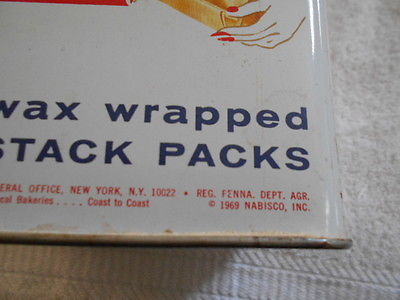 wax wrapped
STACK PACKS
ERAL OFFICE, NEW YORK, N.Y. 10022 * REG. PENNA. DEPT. AGR.
cal Bakeries . . . . Coast to Coast © 1969 NABISCO, INC.